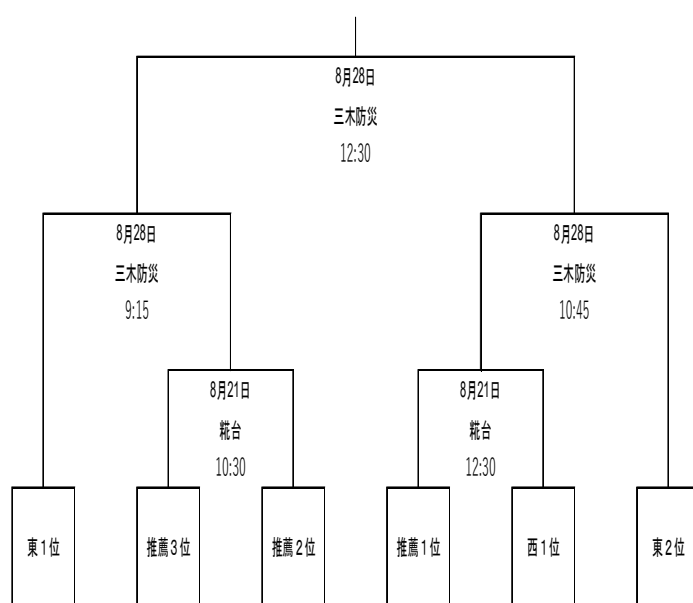 8月28日
三木防災
12:30
8月28日
三木防災
9:15
8月28日
三木防災
10:45
8月21日
糀台
10:30
8月21日
糀台
12:30
東1位
推薦3位
推薦2位
推薦1位
西1位
東2位